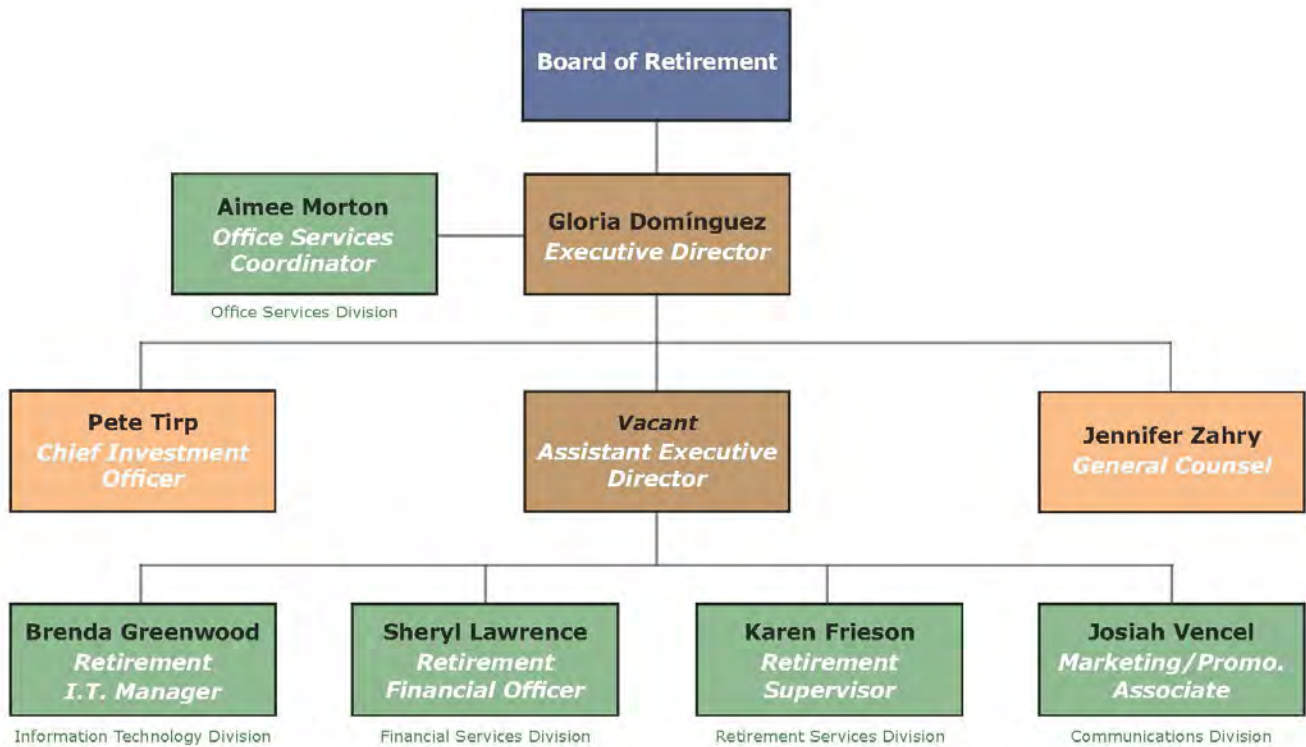 Board of Retirement
Aimee Morton
Office Services
Coordinator
Office Services Division
Gloria Domínguez
Executive Director
Pete Tirp
Chief Investment
Officer
Vacant
Assistant Executive
Director
Jennifer Zahry
General Counsel
Brenda Greenwood
Retirement
I.T. Manager
Information Technology Division
Sheryl Lawrence
Retirement
Financial Officer
Financial Services Division
Karen Frieson
Retirement
Supervisor
Retirement Services Division
Josiah Vencel
Marketing/Promo.
Associate
Communications Division